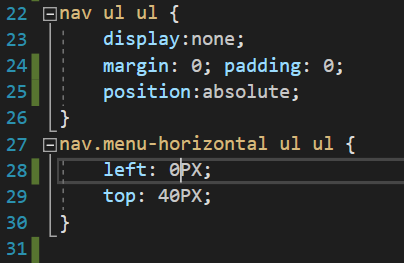 22 nav ul ul {
23 display:none;
24 margin: 0; padding: 0;
25 position:absolute;
26 }
27 nav.menu-horizontal ul ul {
28 left: 0PX;
29 top: 40PX;
30 }
31